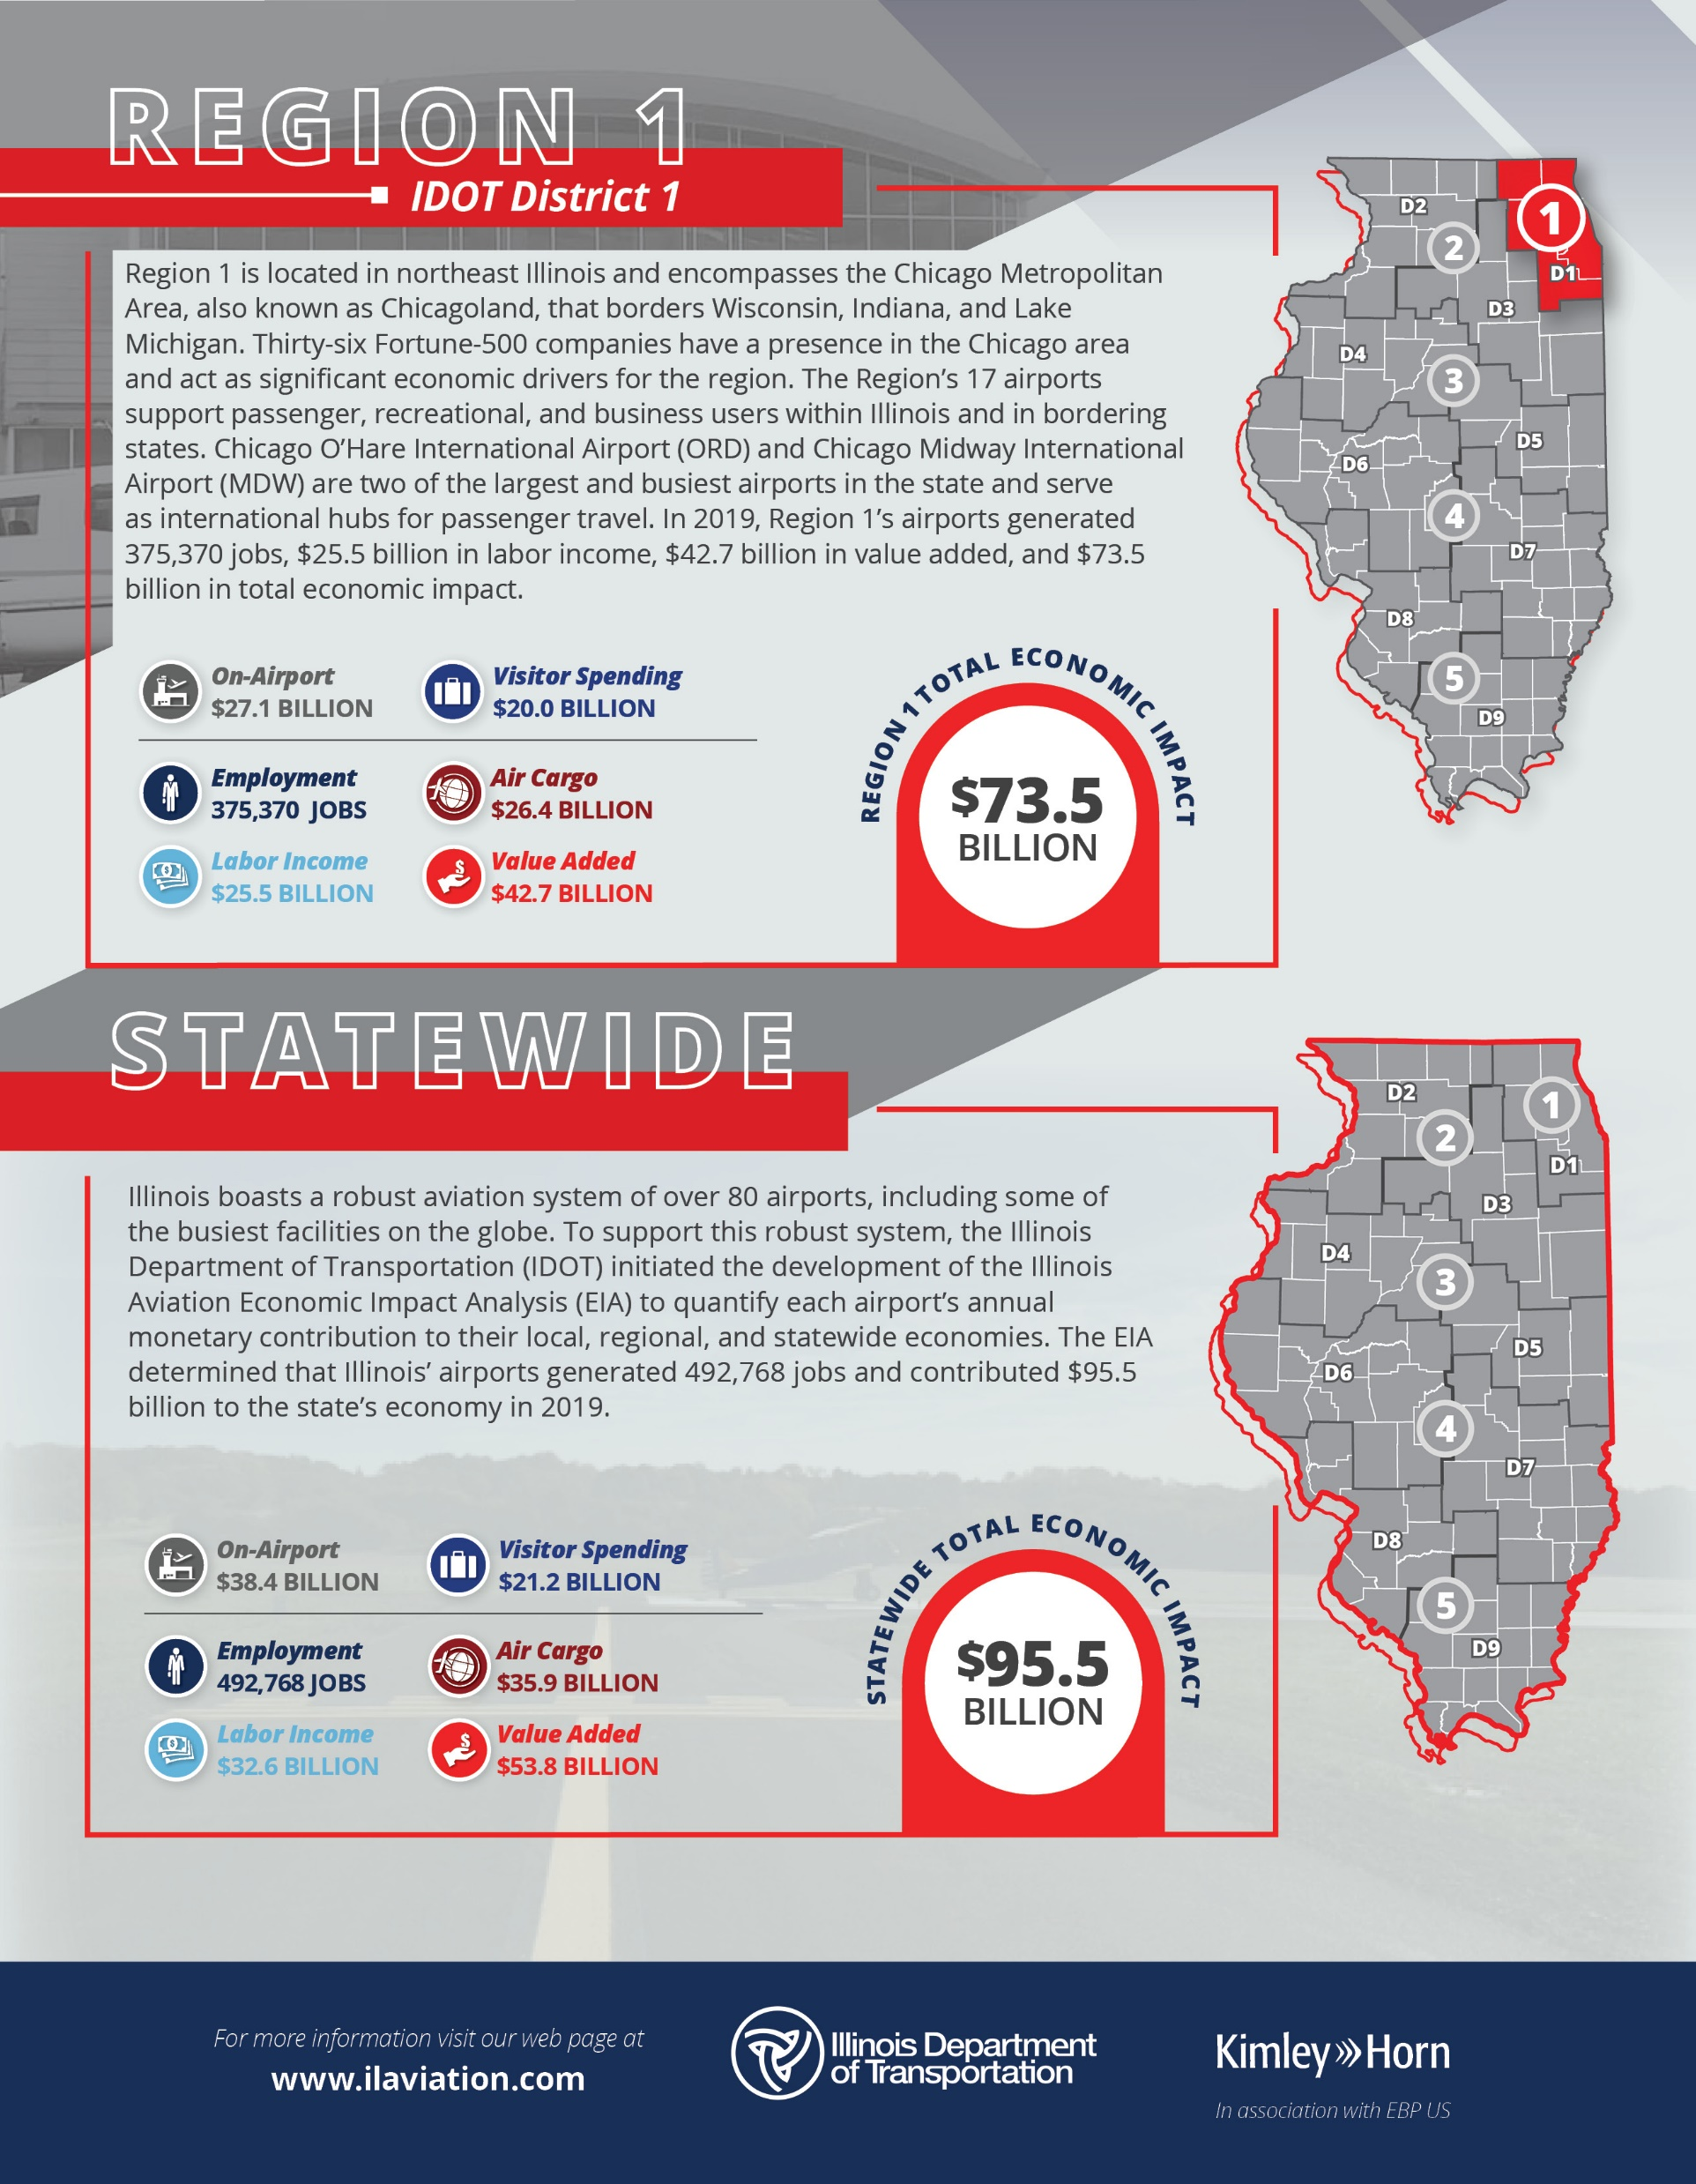 REGION 1
IDOT District 1
Region 1 is located in northeast Illinois and encompasses the Chicago Metropolitan
Area, also known as Chicagoland, that borders Wisconsin, Indiana, and Lake
Michigan. Thirty-six Fortune-500 companies have a presence in the Chicago area
and act as significant economic drivers for the region. The Region’s 17 airports
support passenger, recreational, and business users within Illinois and in bordering
states. Chicago O’Hare International Airport (ORD) and Chicago Midway International
Airport (MDW) are two of the largest and busiest airports in the state and serve
as international hubs for passenger travel. In 2019, Region 1’s airports generated
375,370 jobs, $25.5 billion in labor income, $42.7 billion in value added, and $73.5
billion in total economic impact.
On-Airport
$27.1 BILLION
Visitor Spending
$20.0 BILLION
Employment
375,370 JOBS
Air Cargo
$26.4 BILLION
Labor Income
$25.5 BILLION
Value Added
$42.7 BILLION
REGION 1 TOTAL ECONOMIC IMPACT
$73.5
BILLION
D2
1
2
D1
D3
D4
3
D5
D6
4
D7
D8
5
D9
STATEWIDE
Illinois boasts a robust aviation system of over 80 airports, including some of
the busiest facilities on the globe. To support this robust system, the Illinois
Department of Transportation (IDOT) initiated the development of the Illinois
Aviation Economic Impact Analysis (EIA) to quantify each airport’s annual
monetary contribution to their local, regional, and statewide economies. The EIA
determined that Illinois’ airports generated 492,768 jobs and contributed $95.5
billion to the state’s economy in 2019.
On-Airport
$38.4 BILLION
Visitor Spending
$21.2 BILLION
Employment
492,768 JOBS
Air Cargo
$35.9 BILLION
Labor Income
$32.6 BILLION
Value Added
$53.8 BILLION
STATEWIDE TOTAL ECONOMIC IMPACT
$95.5
BILLION
D2
1
2
D1
D3
D4
3
D5
D6
4
D7
D8
5
D9
For more information visit our web page at
www.ilaviation.com
Illinois Department
of Transportation
Kimley»Horn
In association with EBP US